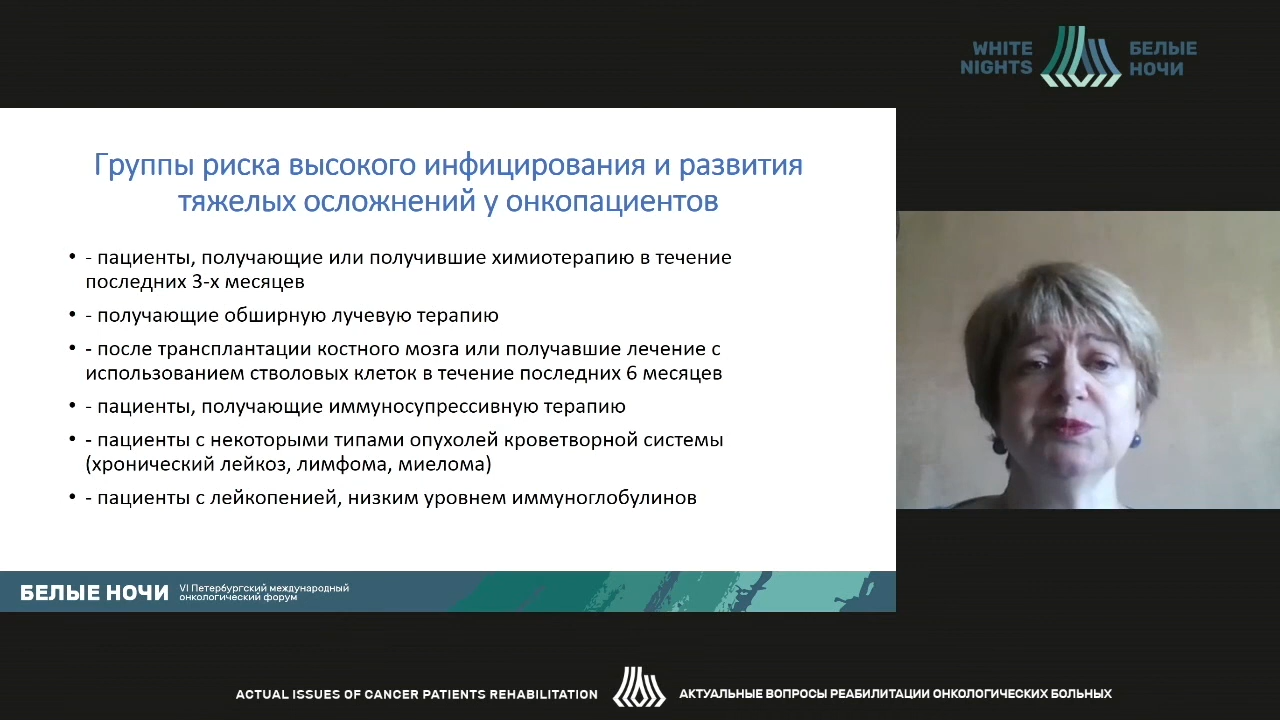 WHITE
NIGHTS
БЕЛЫЕ
НОЧИ
Группы риска высокого инфицирования и развития
тяжелых осложнений у онкопациентов
• - пациенты, получающие или получившие химиотерапию в течение
последних 3-х месяцев
• - получающие обширную лучевую терапию
• - после трансплантации костного мозга или получавшие лечение с
использованием стволовых клеток в течение последних 6 месяцев
• - пациенты, получающие иммуносупрессивную терапию
• - пациенты с некоторыми типами опухолей кроветворной системы
(хронический лейкоз, лимфома, миелома)
• - пациенты с лейкопенией, низким уровнем иммуноглобулинов
БЕЛЫЕ НОЧИ
VI Петербургский международный
онкологический форум
ACTUAL ISSUES OF CANCER PATIENTS REHABILITATION
АКТУАЛЬНЫЕ ВОПРОСЫ РЕАБИЛИТАЦИИ ОНКОЛОГИЧЕСКИХ БОЛЬНЫХ